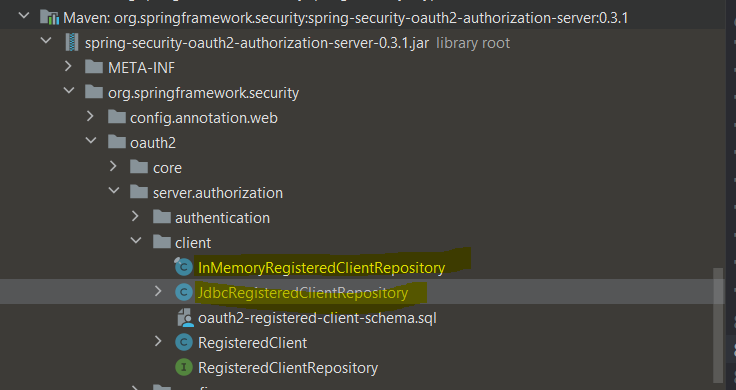 Maven: org.springframework.security:spring-security-oauth2-authorization-server:0.3.1
spring-security-oauth2-authorization-server-0.3.1.jar library root
META-INF
org.springframework.security
config.annotation.web
oauth2
core
server.authorization
authentication
client
InMemoryRegisteredClientRepository
JdbcRegisteredClientRepository
oauth2-registered-client-schema.sql
RegisteredClient
RegisteredClientRepository